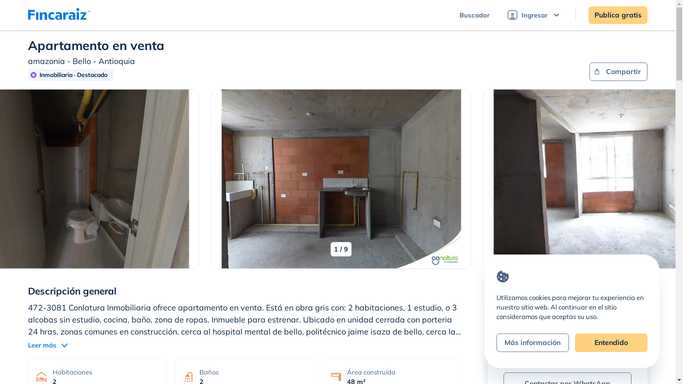 Fincaraiz
Buscador
Ingresar
Publica gratis
Apartamento en venta
amazonia - Bello - Antioquia
Inmobiliaria - Destacado
Compartir
1 / 9
Descripción general
472-3081 Conlatura Inmobiliaria ofrece apartamento en venta. Está en obra gris con: 2 habitaciones, 1 estudio, o 3
alcobas sin estudio, cocina, baño, zona de ropas. Inmueble para estrenar. Ubicado en unidad cerrada con porteria
24 hras, zonas comunes en construcción. cerca al hospital mental de bello, politécnico jaime isaza de bello, cerca la...
Leer más
Habitaciones
2
Baños
2
Área construida
48 m²
Utilizamos cookies para mejorar tu experiencia en
nuestro sitio web. Al continuar en el sitio
consideramos que aceptas su uso.
Más información
Entendido
Contactar por WhatsApp